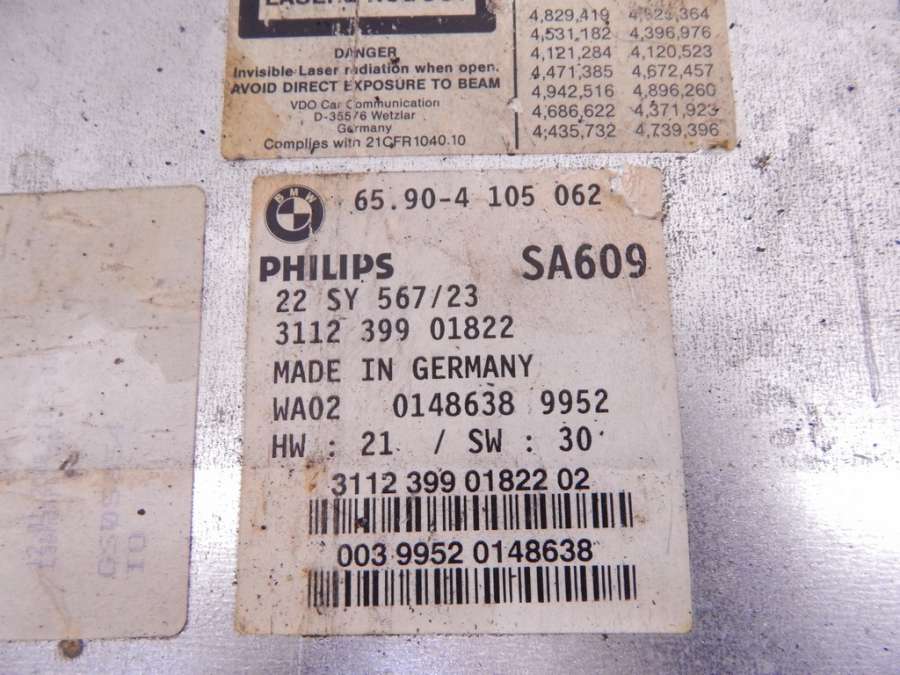 DANGER
Invisible Laser radiation when open.
AVOID DIRECT EXPOSURE TO BEAM
VDO Car Communication
D-35576 Wetzlar
Germany
Complies with 21CFR1040.10
4,829,419 4,823,364
4,531,182 4,396,976
4,121,284 4,120,523
4,471,385 4,672,457
4,942,516 4,896,260
4,686,622 4,371,923
4,435,732 4,739,396
BMW
65.90-4 105 062
PHILIPS SA609
22 SY 567/23
3112 399 01822
MADE IN GERMANY
WA02 0148638 9952
HW : 21 / SW : 30
3112 399 01822 02
003 9952 0148638